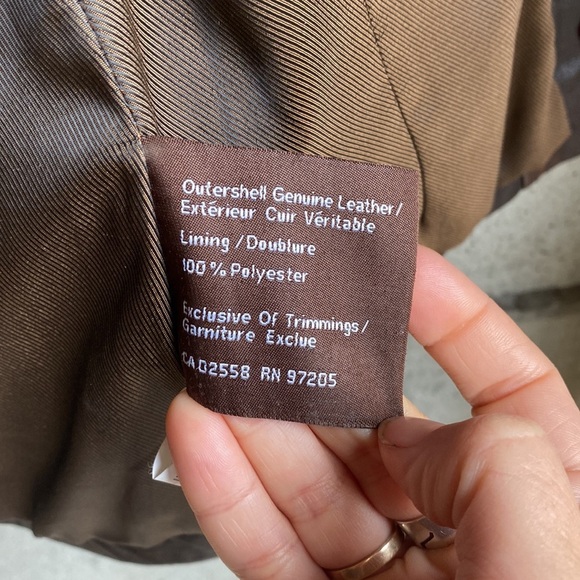 Outershell Genuine Leather/
Extérieur Cuir Véritable
Lining /Doublure
100 % Polyester
Exclusive Of Trimmings/
Garniture Exclue
CA 02558 RN 97205